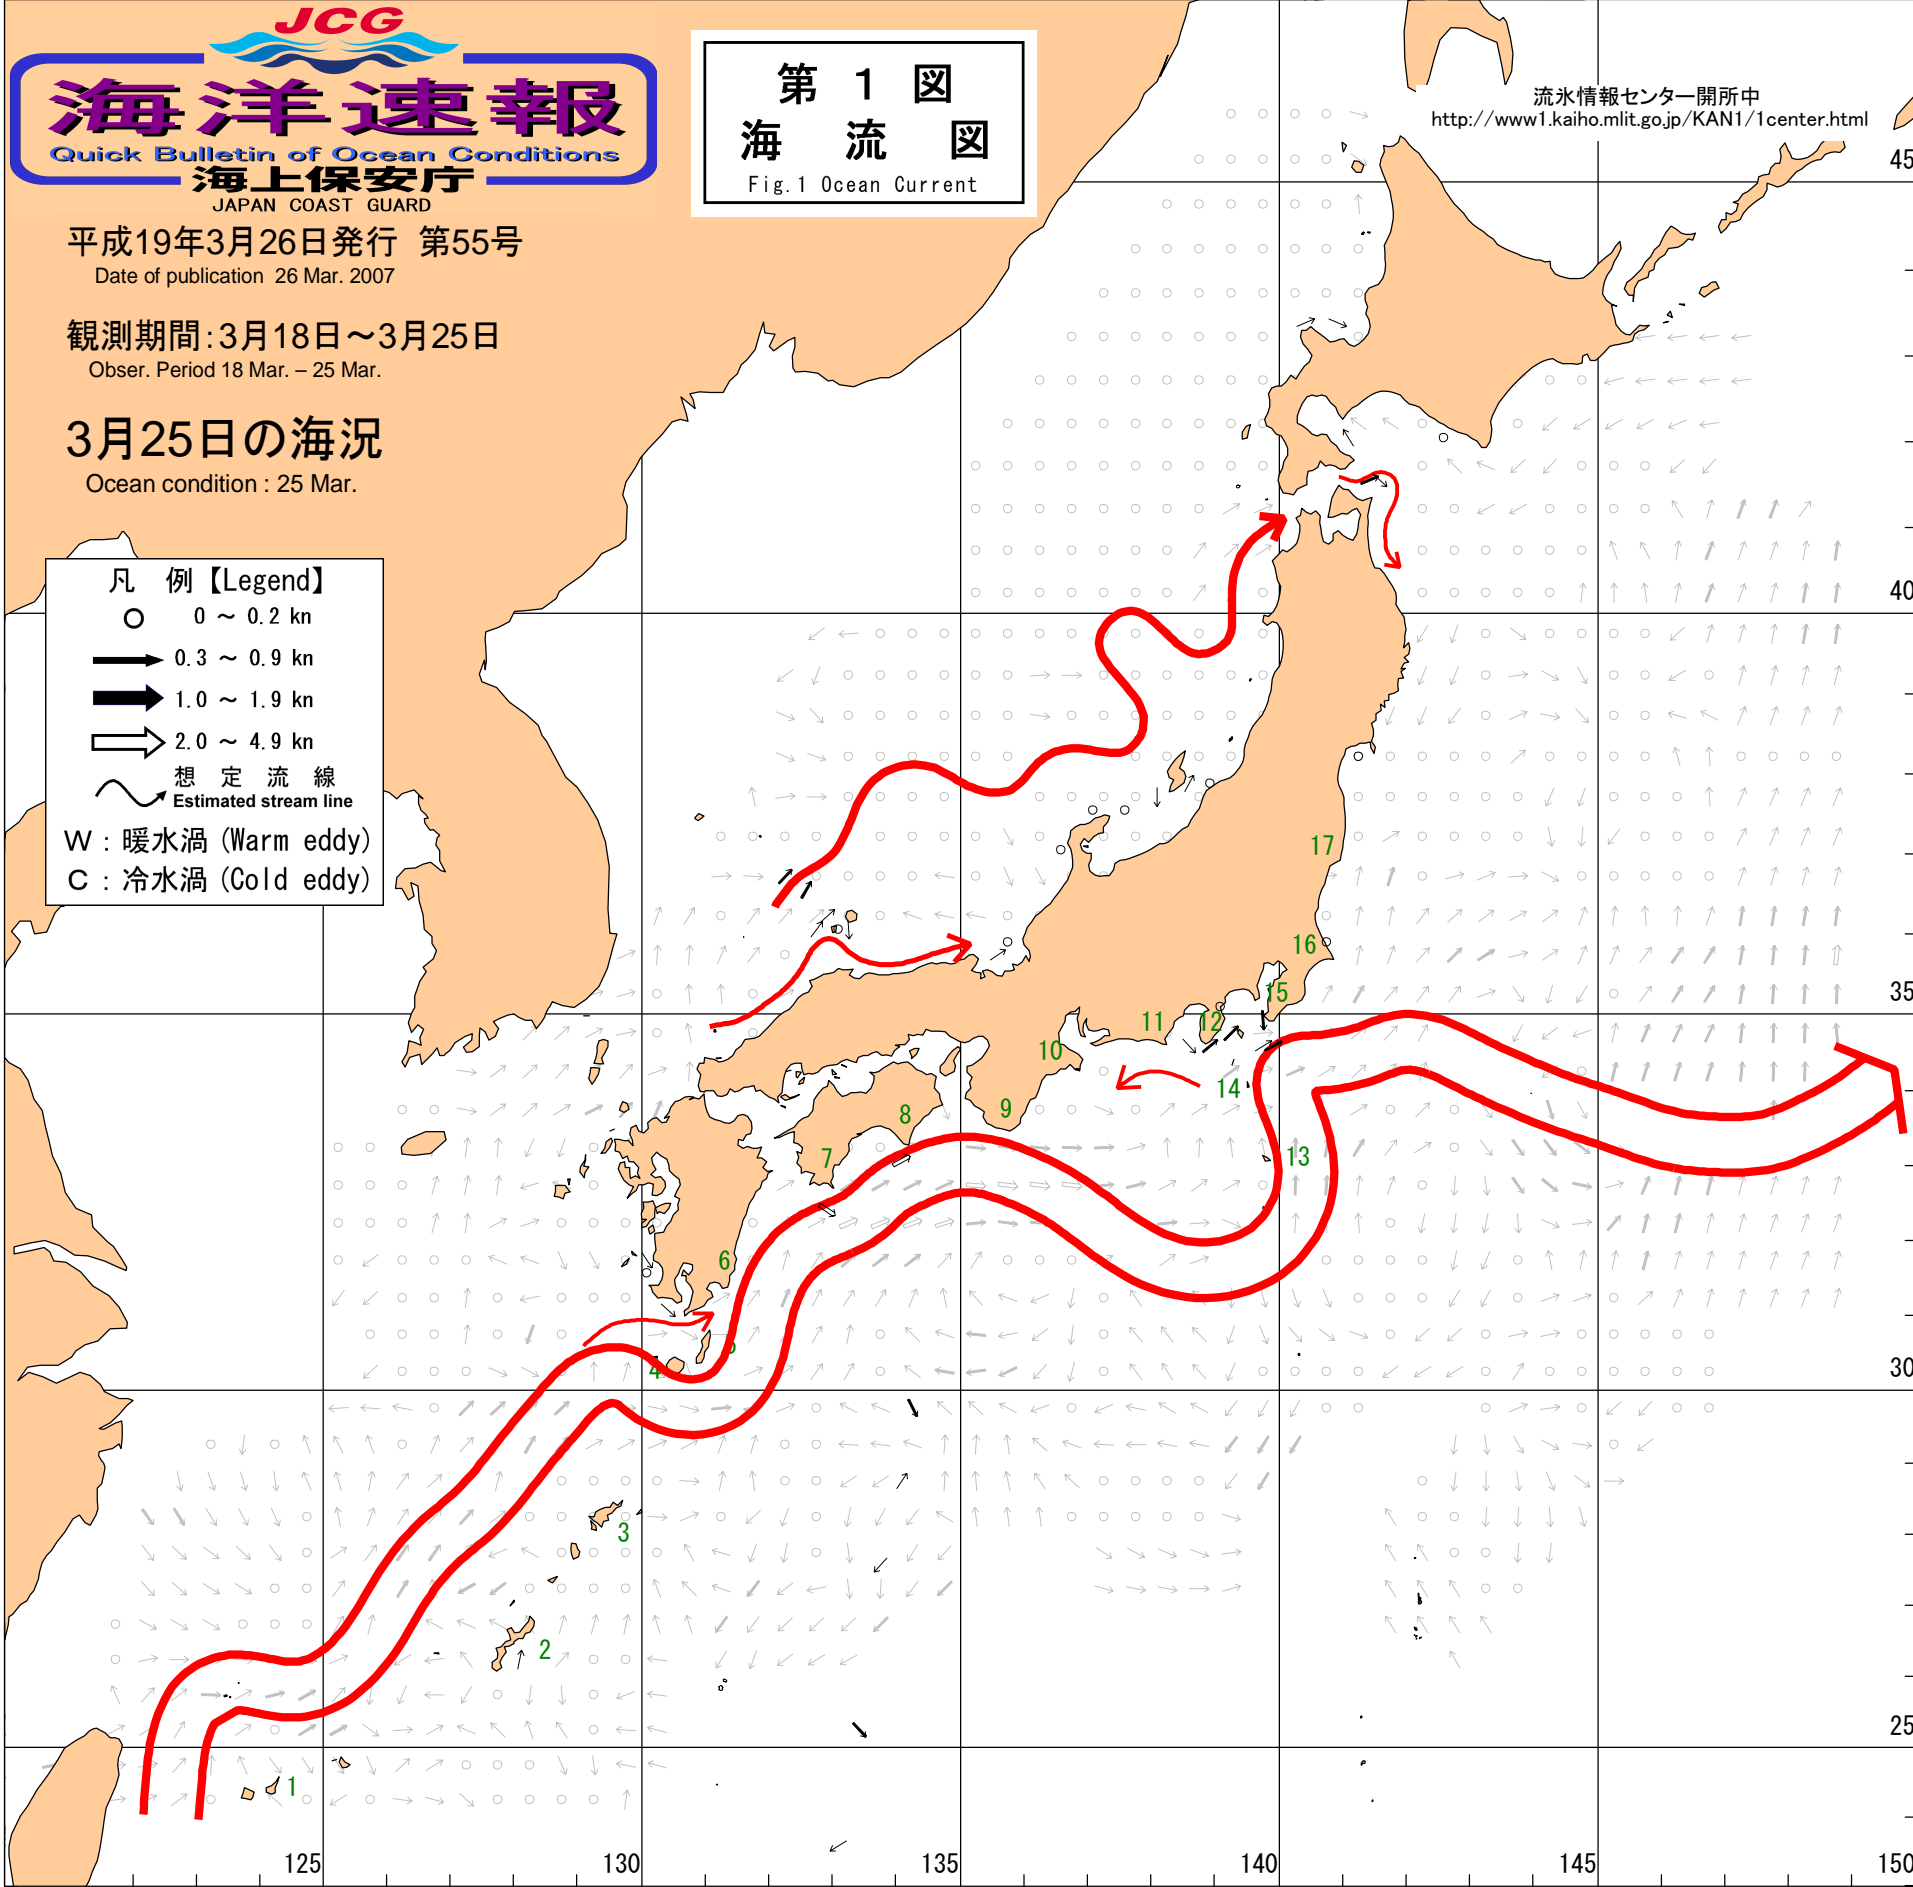 JCG
海洋速報
Quick Bulletin of Ocean Conditions
海上保安庁
JAPAN COAST GUARD
平成19年3月26日発行 第55号
Date of publication 26 Mar. 2007
観測期間:3月18日～3月25日
Obser. Period 18 Mar. – 25 Mar.
3月25日の海況
Ocean condition : 25 Mar.
第 1 図
海 流 図
Fig.1 Ocean Current
流氷情報センター開所中
http://www1.kaiho.mlit.go.jp/KAN1/1center.html
凡 例【Legend】
0 ～ 0.2 kn
0.3 ～ 0.9 kn
1.0 ～ 1.9 kn
2.0 ～ 4.9 kn
想 定 流 線
Estimated stream line
W : 暖水渦 (Warm eddy)
C : 冷水渦 (Cold eddy)
45
40
17
16
35
15
12
11
10
14
9
8
7
13
6
30
4
3
2
25
1
125
130
135
140
145
150